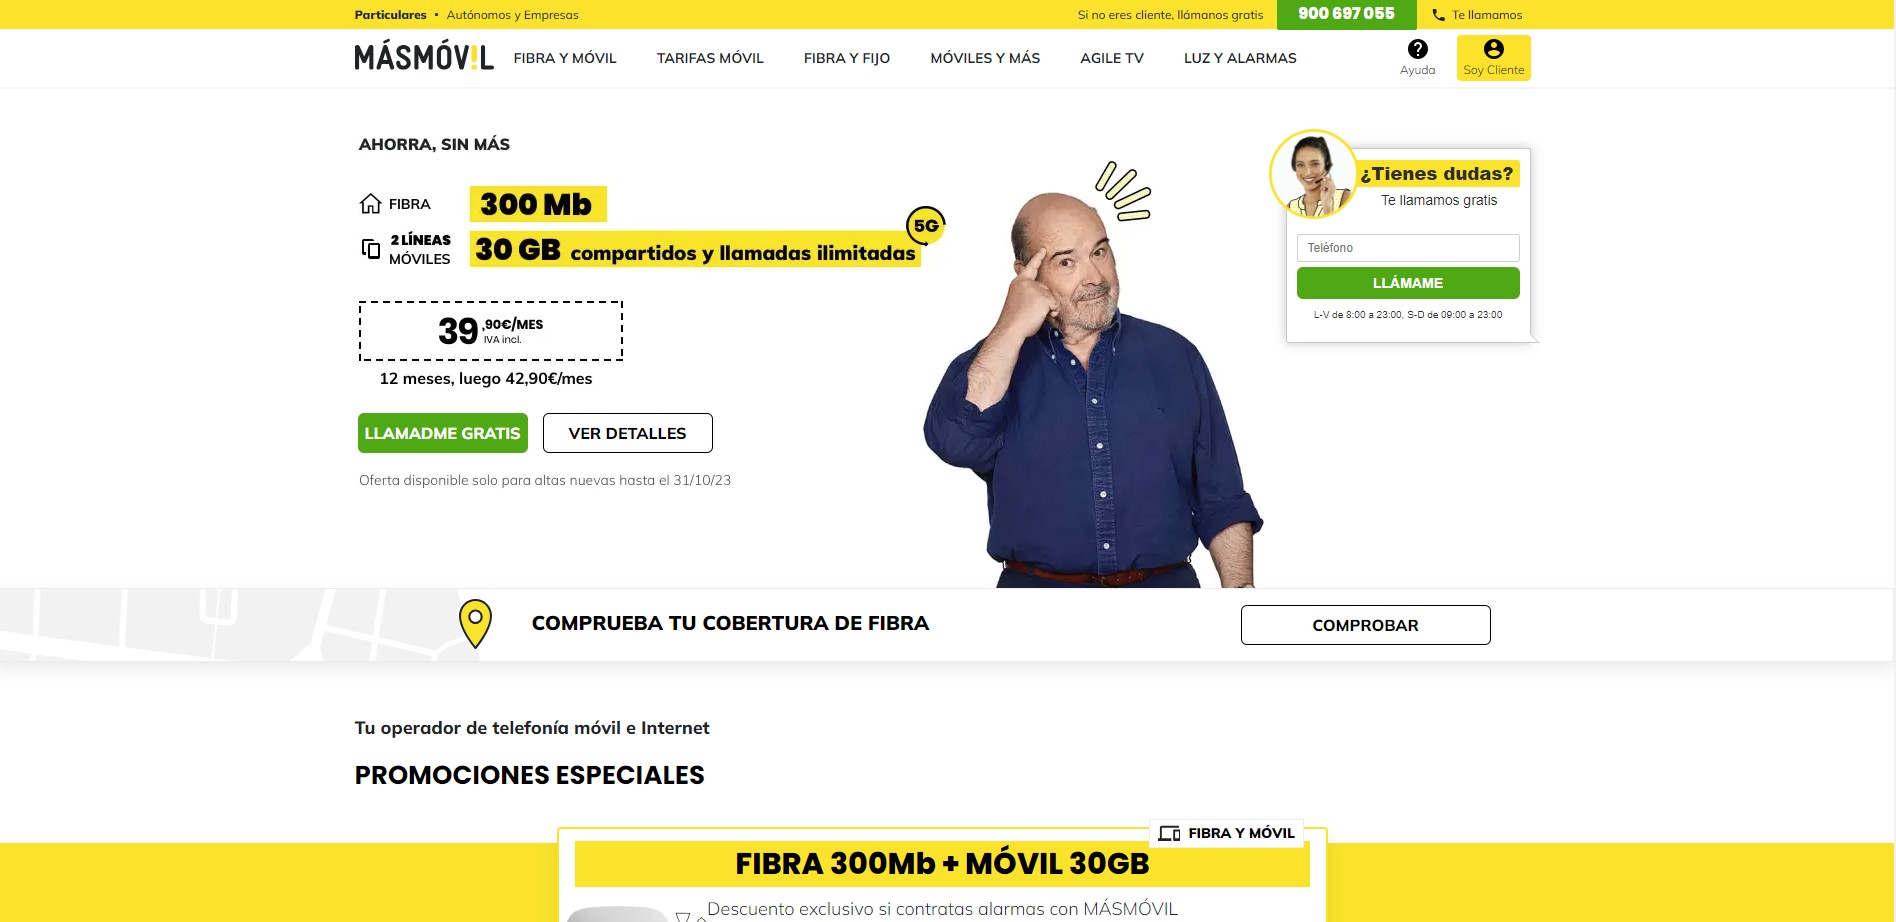 Particulares • Autónomos y Empresas
Si no eres cliente, llámanos gratis
900 697 055
Te llamamos
MÁSMÓVIL
FIBRA Y MÓVIL
TARIFAS MÓVIL
FIBRA Y FIJO
MÓVILES Y MÁS
AGILE TV
LUZ Y ALARMAS
Ayuda
Soy Cliente
AHORRA, SIN MÁS
FIBRA
300 Mb
2 LÍNEAS
MÓVILES
30 GB compartidos y llamadas ilimitadas
5G
39,90€/MES
IVA incl.
12 meses, luego 42,90€/mes
LLAMADME GRATIS
VER DETALLES
Oferta disponible solo para altas nuevas hasta el 31/10/23
¿Tienes dudas?
Te llamamos gratis
Teléfono
LLÁMAME
L-V de 8:00 a 23:00, S-D de 09:00 a 23:00
COMPRUEBA TU COBERTURA DE FIBRA
COMPROBAR
Tu operador de telefonía móvil e Internet
PROMOCIONES ESPECIALES
FIBRA Y MÓVIL
FIBRA 300Mb + MÓVIL 30GB
Descuento exclusivo si contratas alarmas con MÁSMÓVIL